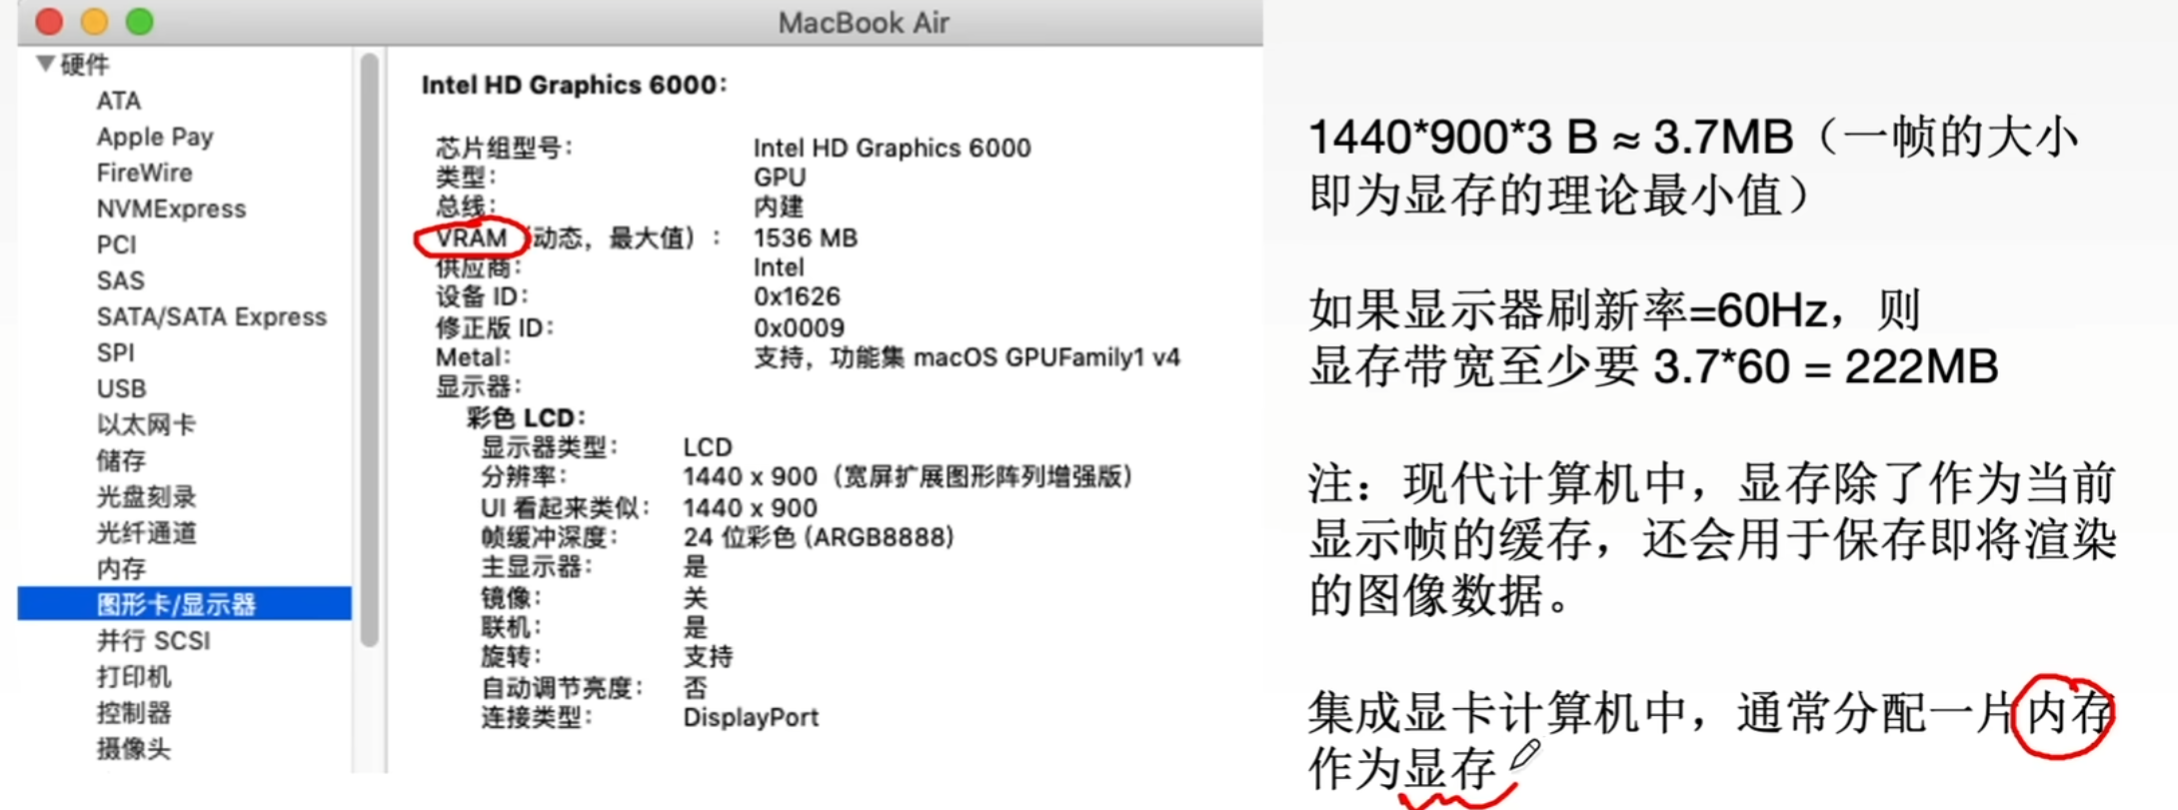 MacBook Air
硬件
ATA
Apple Pay
FireWire
NVMExpress
PCI
SAS
SATA/SATA Express
SPI
USB
以太网卡
储存
光盘刻录
光纤通道
内存
图形卡/显示器
并行 SCSI
打印机
控制器
摄像头
Intel HD Graphics 6000：
芯片组型号： Intel HD Graphics 6000
类型： GPU
总线： 内建
VRAM（动态，最大值）： 1536 MB
供应商： Intel
设备 ID： 0x1626
修正版 ID： 0x0009
Metal： 支持，功能集 macOS GPUFamily1 v4
显示器：
彩色 LCD：
显示器类型： LCD
分辨率： 1440 x 900（宽屏扩展图形阵列增强版）
UI 看起来类似： 1440 x 900
帧缓冲深度： 24 位彩色 (ARGB8888)
主显示器： 是
镜像： 关
联机： 是
旋转： 支持
自动调节亮度： 否
连接类型： DisplayPort
1440*900*3 B ≈ 3.7MB（一帧的大小
即为显存的理论最小值）
如果显示器刷新率=60Hz，则
显存带宽至少要 3.7*60 = 222MB
注：现代计算机中，显存除了作为当前
显示帧的缓存，还会用于保存即将渲染
的图像数据。
集成显卡计算机中，通常分配一片内存
作为显存